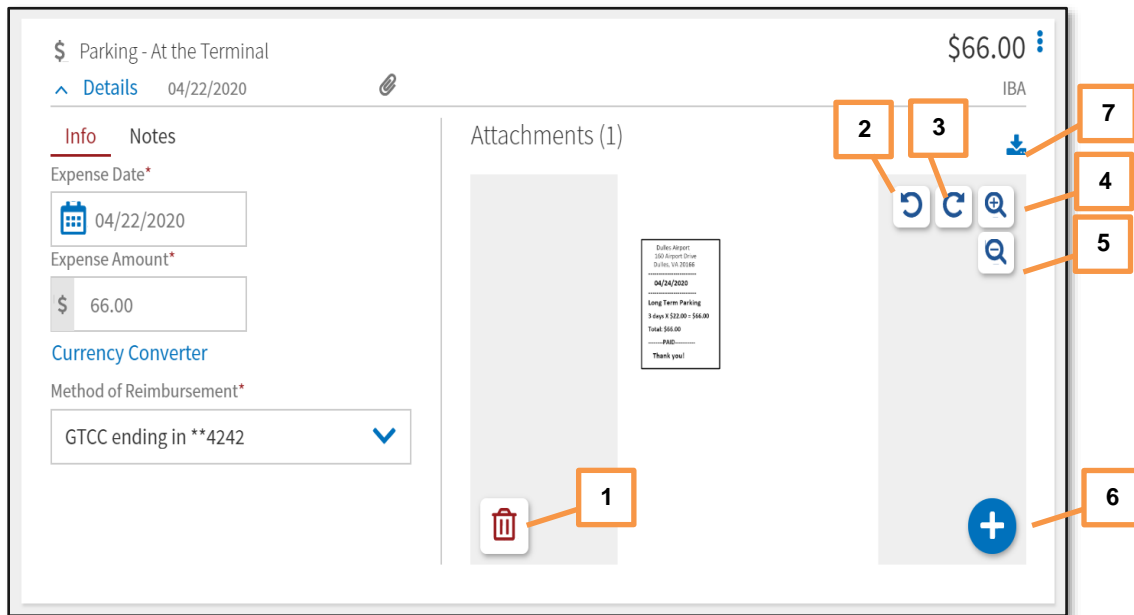 $ Parking - At the Terminal
$66.00
Details 04/22/2020
IBA
Info Notes
Attachments (1)
2
3
7
4
5
Expense Date*
04/22/2020
Expense Amount*
$ 66.00
Currency Converter
Method of Reimbursement*
GTCC ending in **4242
Dulles Airport
160 Airport Drive
Dulles, VA 20166
----------------------
04/24/2020
----------------------
Long Term Parking
3 days X $22.00 = $66.00
Total: $66.00
-------PAID----------
Thank you!
1
6